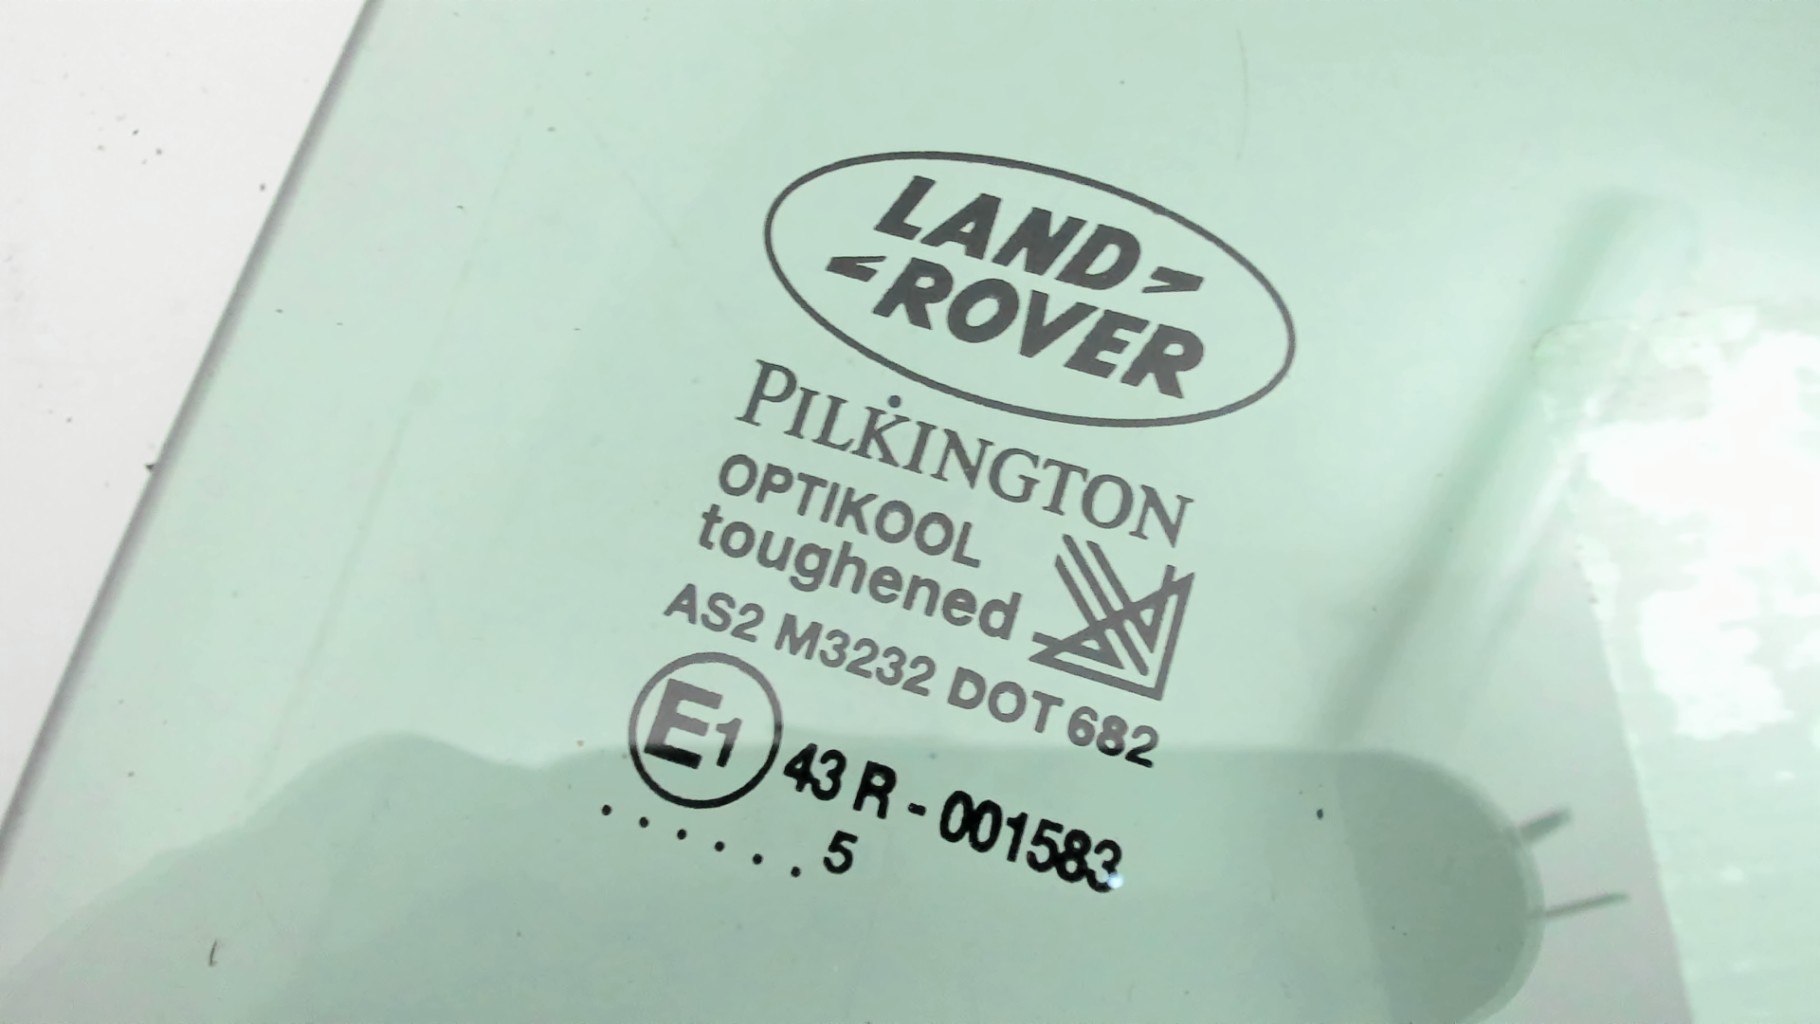 LAND
ROVER
PILKINGTON
OPTIKOOL
toughened
AS2 M3232 DOT 682
E1 43 R - 001583
......5